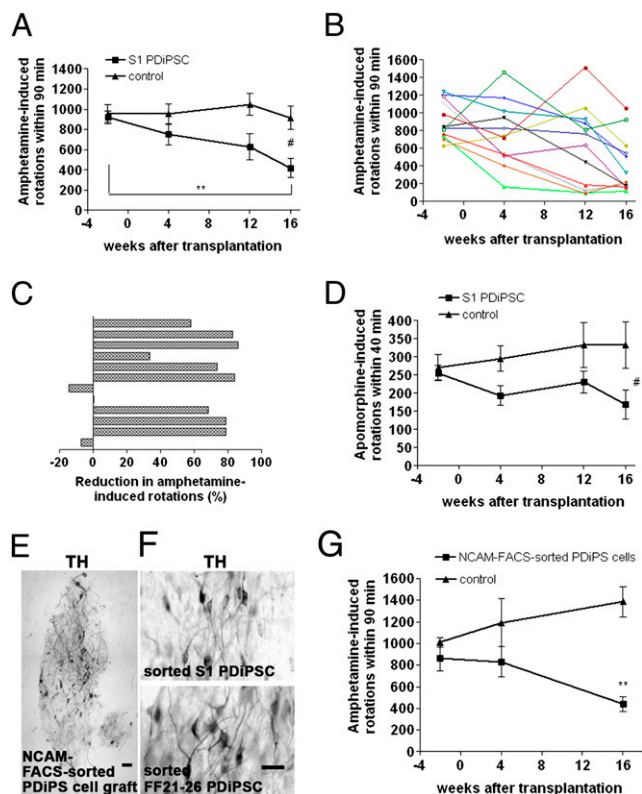 A
S1 PDiPSC
control
Amphetamine-induced
rotations within 90 min
1400
1200
1000
800
600
400
200
0
-4 0 4 8 12 16
#
**
weeks after transplantation
B
Amphetamine-induced
rotations within 90 min
1600
1400
1200
1000
800
600
400
200
0
-4 0 4 8 12 16
weeks after transplantation
C
-20 0 20 40 60 80 100
Reduction in amphetamine-
induced rotations (%)
D
S1 PDiPSC
control
Apomorphine-induced
rotations within 40 min
350
300
250
200
150
100
50
0
-4 0 4 8 12 16
#
weeks after transplantation
E
TH
NCAM-
FACS-sorted
PDiPS cell graft
F
TH
sorted S1 PDiPSC
sorted
FF21-26 PDiPSC
G
NCAM-FACS-sorted PDiPS cells
control
Amphetamine-induced
rotations within 90 min
1600
1400
1200
1000
800
600
400
200
0
-4 0 4 8 12 16
**
weeks after transplantation